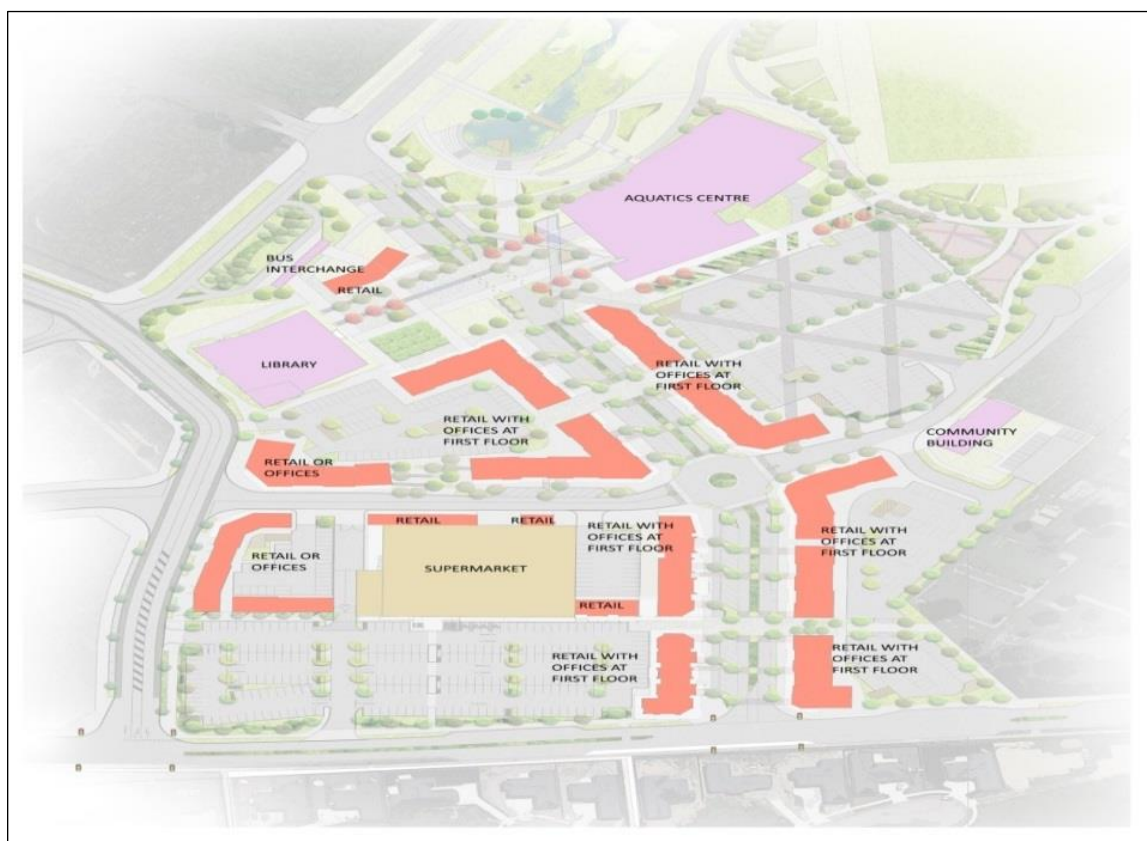 AQUATICS CENTRE
BUS
INTERCHANGE
RETAIL
LIBRARY
RETAIL WITH
OFFICES AT
FIRST FLOOR
RETAIL WITH
OFFICES AT
FIRST FLOOR
COMMUNITY
BUILDING
RETAIL OR
OFFICES
RETAIL
RETAIL
RETAIL WITH
OFFICES AT
FIRST FLOOR
RETAIL WITH
OFFICES AT
FIRST FLOOR
RETAIL OR
OFFICES
SUPERMARKET
RETAIL
RETAIL WITH
OFFICES AT
FIRST FLOOR
RETAIL WITH
OFFICES AT
FIRST FLOOR